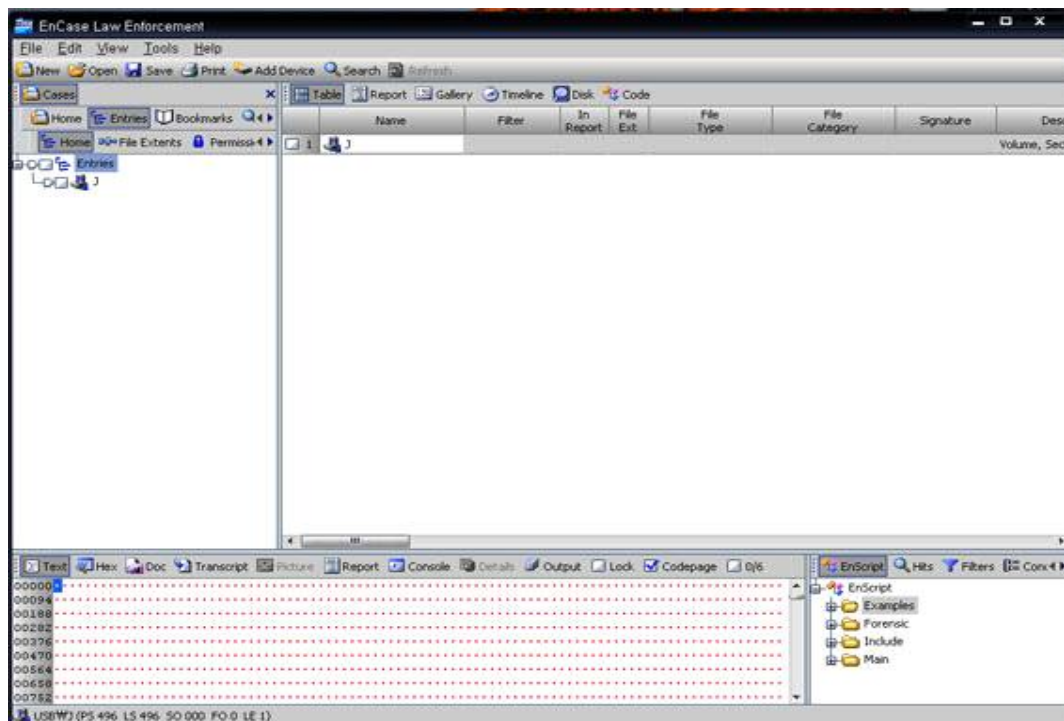 EnCase Law Enforcement
File Edit View Tools Help
New Open Save Print Add Device Search Refresh
Cases
Home Entries Bookmarks
Home File Extents Permissi
Entries
J
Table Report Gallery Timeline Disk Code
Name Filter In Report File Ext File Type File Category Signature Desc
1 J Volume, Sec
Text Hex Doc Transcript Picture Report Console Details Output Lock Codepage 0/6
00000
00094
00188
00282
00376
00470
00564
00658
00752
EnScript Hits Filters Conv
EnScript
Examples
Forensic
Include
Main
USB₩J (PS 496 LS 496 SO 000 FO 0 LE 1)